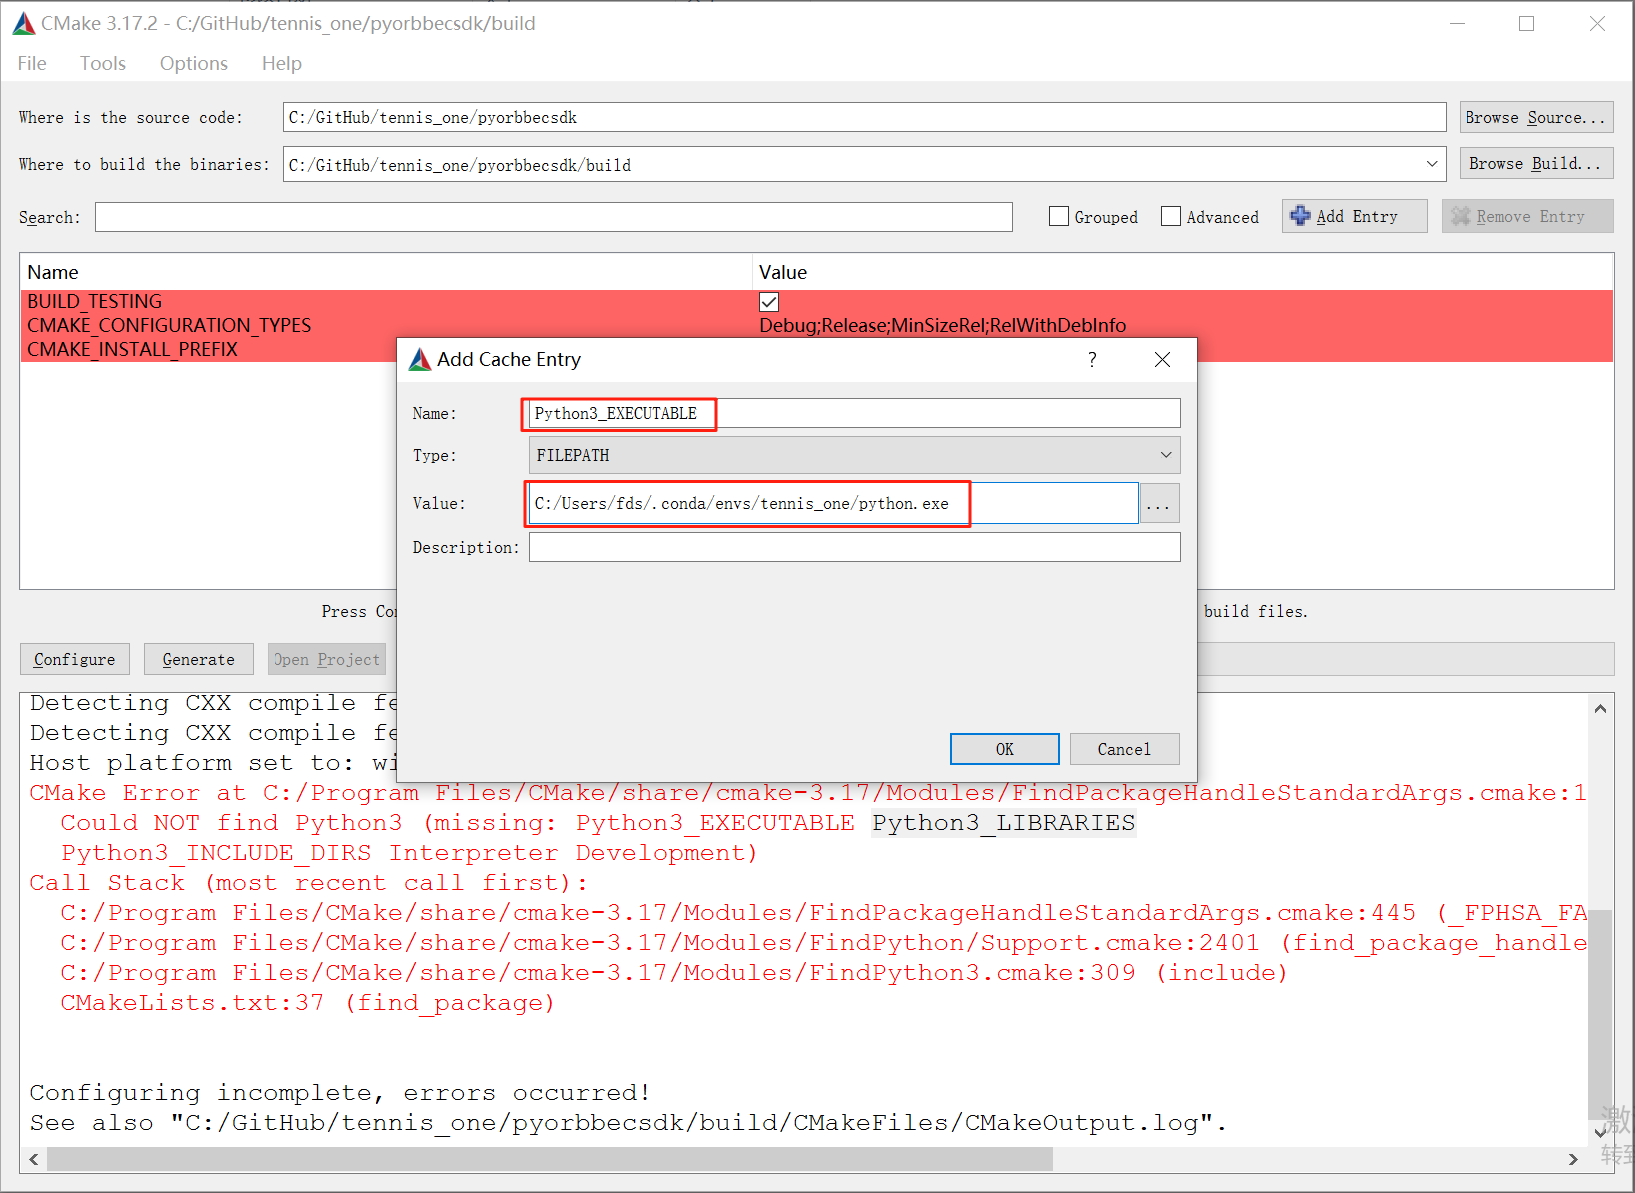 CMake 3.17.2 - C:/GitHub/tennis_one/pyorbbecsdk/build
File Tools Options Help
Where is the source code: C:/GitHub/tennis_one/pyorbbecsdk Browse Source...
Where to build the binaries: C:/GitHub/tennis_one/pyorbbecsdk/build Browse Build...
Search: Grouped Advanced Add Entry Remove Entry
Name Value
BUILD_TESTING
CMAKE_CONFIGURATION_TYPES Debug;Release;MinSizeRel;RelWithDebInfo
CMAKE_INSTALL_PREFIX
Add Cache Entry ?
Name: Python3_EXECUTABLE
Type: FILEPATH
Value: C:/Users/fds/.conda/envs/tennis_one/python.exe ...
Description:
OK Cancel
Press build files.
Configure Generate Open Project
Detecting CXX compile
Detecting CXX compile
Host platform set to:
CMake Error at C:/Program Files/CMake/share/cmake-3.17/Modules/FindPackageHandleStandardArgs.cmake:1
Could NOT find Python3 (missing: Python3_EXECUTABLE Python3_LIBRARIES
Python3_INCLUDE_DIRS Interpreter Development)
Call Stack (most recent call first):
C:/Program Files/CMake/share/cmake-3.17/Modules/FindPackageHandleStandardArgs.cmake:445 (_FPHSA_FA
C:/Program Files/CMake/share/cmake-3.17/Modules/FindPython/Support.cmake:2401 (find_package_handle
C:/Program Files/CMake/share/cmake-3.17/Modules/FindPython3.cmake:309 (include)
CMakeLists.txt:37 (find_package)
Configuring incomplete, errors occurred!
See also "C:/GitHub/tennis_one/pyorbbecsdk/build/CMakeFiles/CMakeOutput.log".
激
转到